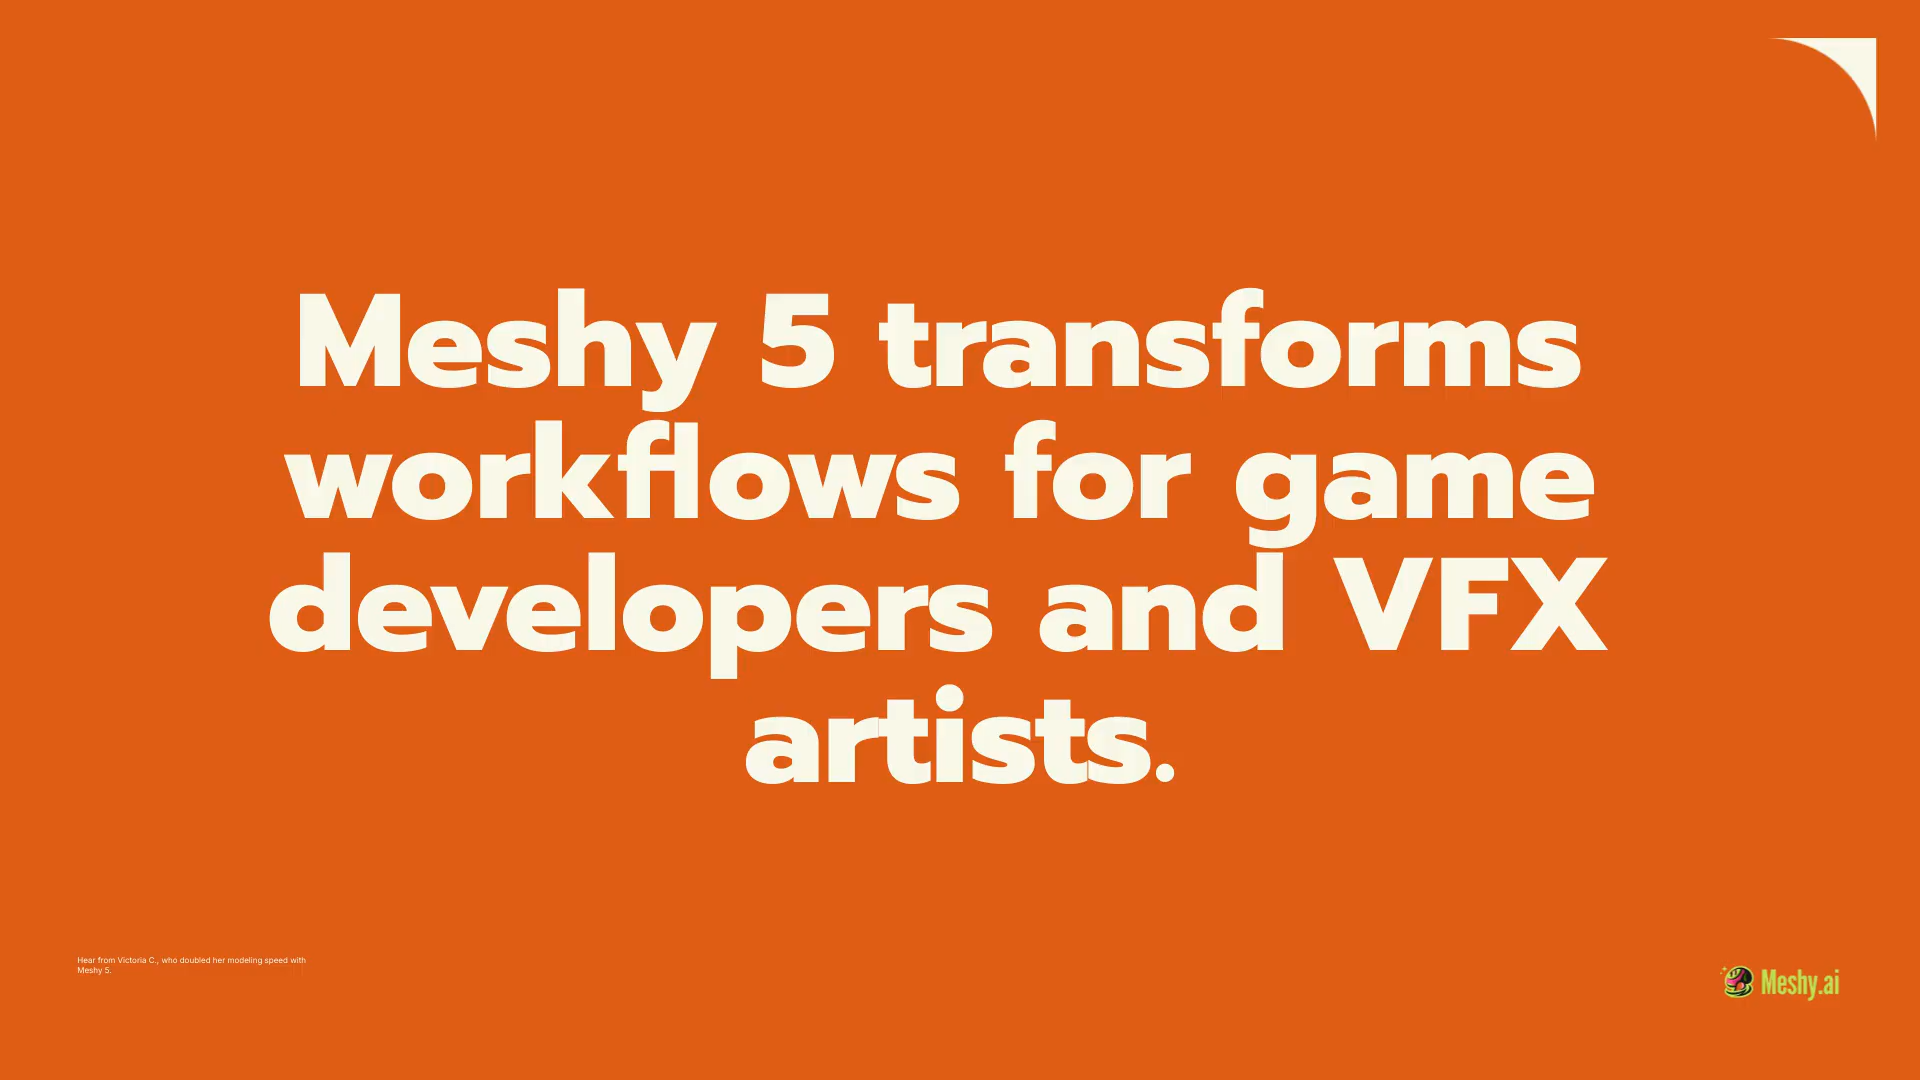 Meshy 5 transforms
workflows for game
developers and VFX
artists.
Hear from Victoria C., who doubled her modeling speed with
Meshy 5.
Meshy.ai